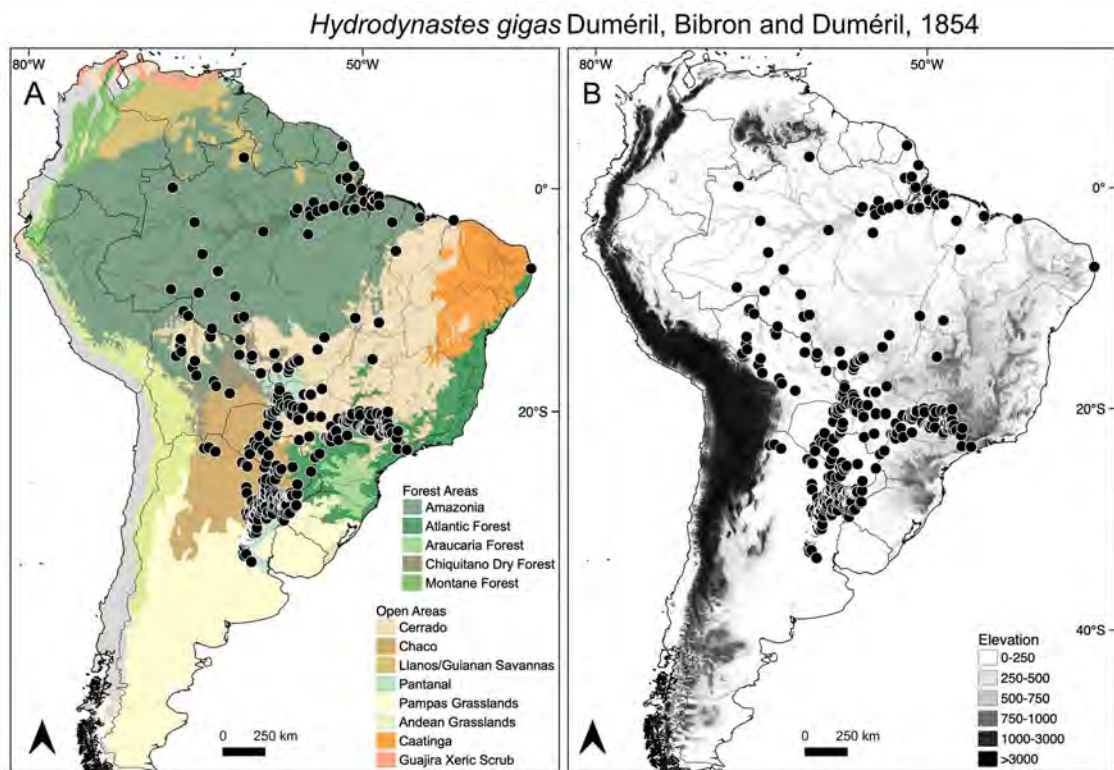 Hydrodynastes gigas Duméril, Bibron and Duméril, 1854
80°W
50°W
A
0°
20°S
Forest Areas
Amazonia
Atlantic Forest
Araucaria Forest
Chiquitano Dry Forest
Montane Forest
Open Areas
Cerrado
Chaco
Llanos/Guianan Savannas
Pantanal
Pampas Grasslands
Andean Grasslands
Caatinga
Guajira Xeric Scrub
0 250 km
80°W
50°W
B
0°
20°S
40°S
Elevation
0-250
250-500
500-750
750-1000
1000-3000
>3000
0 250 km